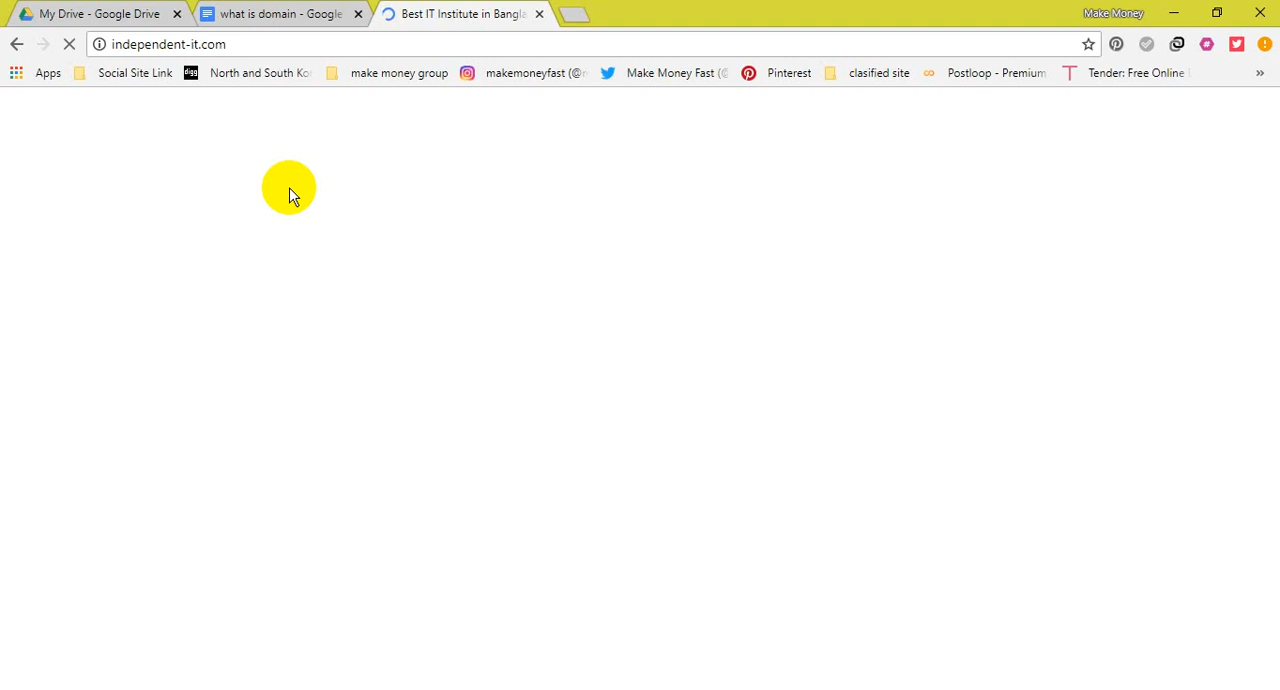 My Drive - Google Drive
what is domain - Google
Best IT Institute in Bangla
Make Money
independent-it.com
Apps
Social Site Link
digg
North and South Ko
make money group
makemoneyfast (@
Make Money Fast (@
Pinterest
clasified site
Postloop - Premium
Tender: Free Online
»